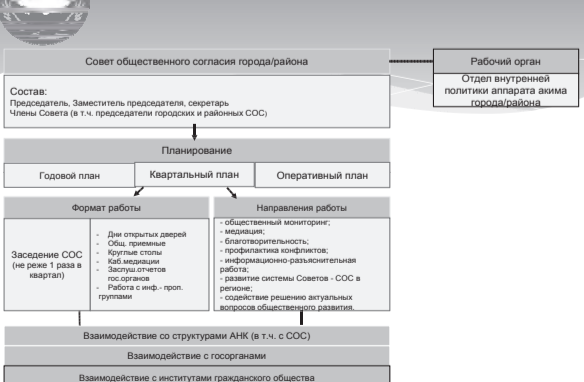 Совет общественного согласия города/района
Рабочий орган
Отдел внутренней
политики аппарата акима
города/района
Состав:
Председатель, Заместитель председателя, секретарь
Члены Совета (в т.ч. председатели городских и районных СОС)
Планирование
Годовой план
Квартальный план
Оперативный план
Формат работы
Заседение СОС
(не реже 1 раза в
квартал)
- Дни открытых дверей
- Общ. приемные
- Круглые столы
- Каб.медиации
- Заслуш.отчетов
гос.органов
- Работа с инф.- проп.
группами
Направления работы
- общественный мониторинг;
- медиация;
- благотворительность;
- профилактика конфликтов;
- информационно-разъяснительная
работа;
- развитие системы Советов - СОС в
регионе;
- содействие решению актуальных
вопросов общественного развития.
Взаимодействие со структурами АНК (в т.ч. с СОС)
Взаимодействие с госорганами
Взаимодействие с институтами гражданского общества